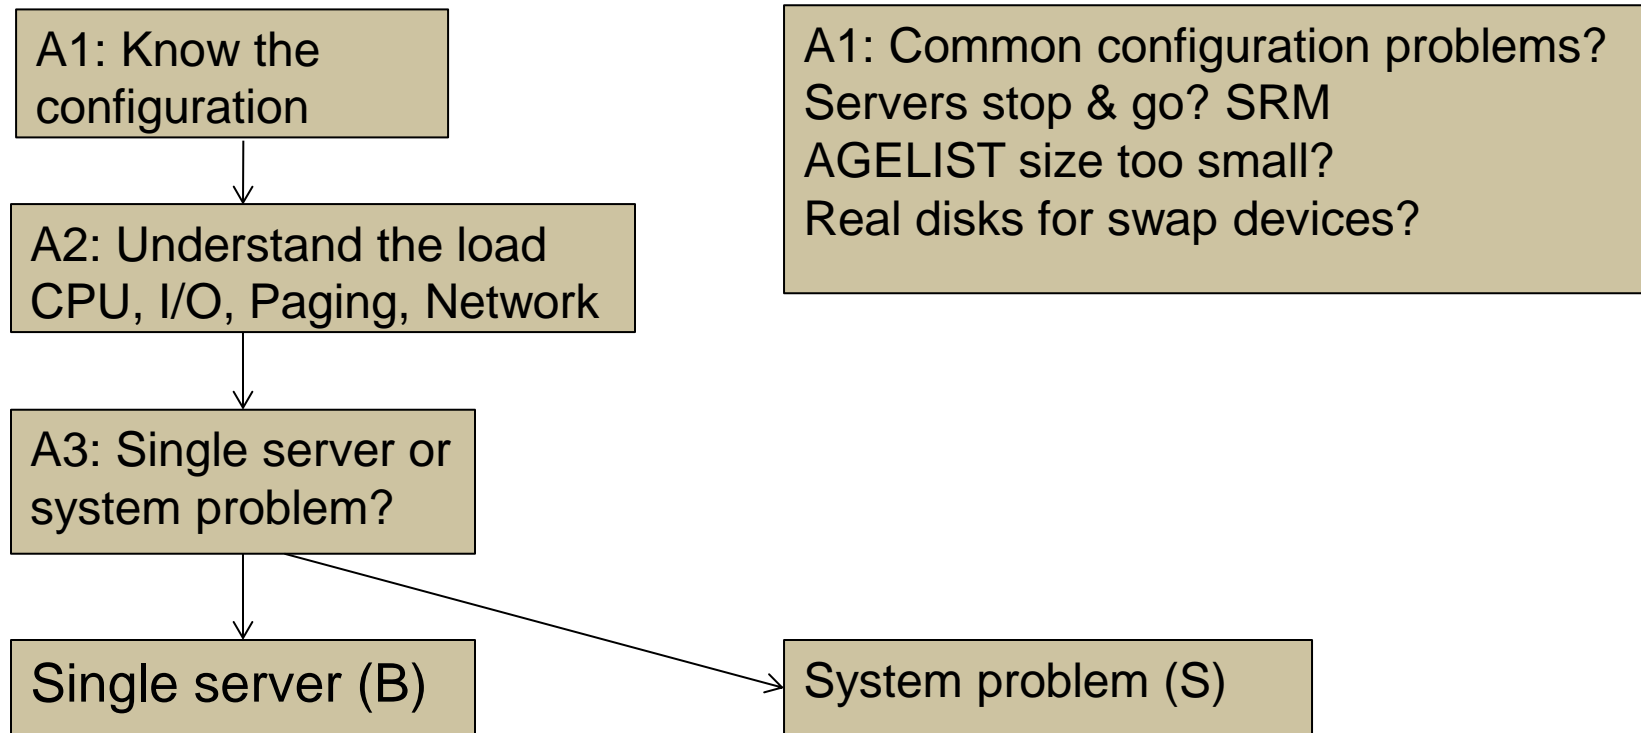 A1: Know the
configuration
A1: Common configuration problems?
Servers stop & go? SRM
AGELIST size too small?
Real disks for swap devices?
A2: Understand the load
CPU, I/O, Paging, Network
A3: Single server or
system problem?
Single server (B)
System problem (S)